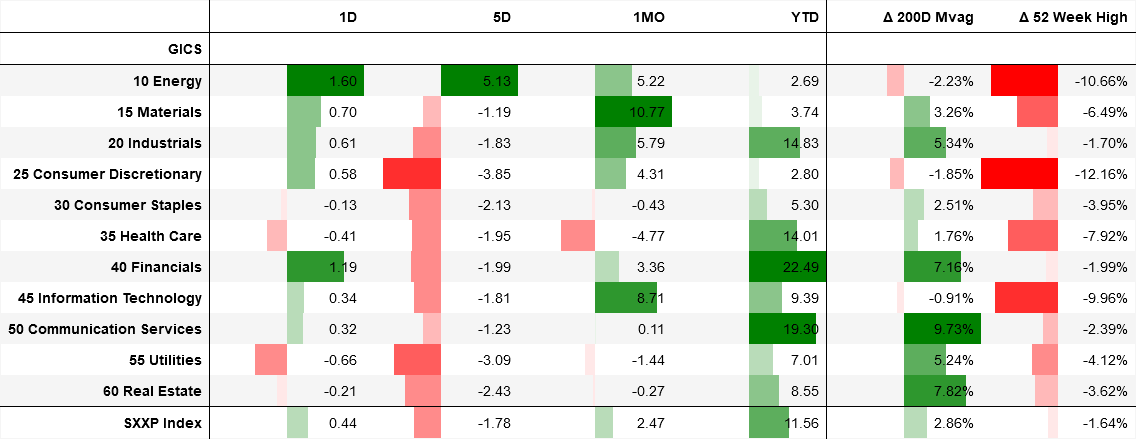 1D 5D 1MO YTD Δ 200D Mvag Δ 52 Week High
GICS
10 Energy 1.60 5.13 5.22 2.69 -2.23% -10.66%
15 Materials 0.70 -1.19 10.77 3.74 3.26% -6.49%
20 Industrials 0.61 -1.83 5.79 14.83 5.34% -1.70%
25 Consumer Discretionary 0.58 -3.85 4.31 2.80 -1.85% -12.16%
30 Consumer Staples -0.13 -2.13 -0.43 5.30 2.51% -3.95%
35 Health Care -0.41 -1.95 -4.77 14.01 1.76% -7.92%
40 Financials 1.19 -1.99 3.36 22.49 7.16% -1.99%
45 Information Technology 0.34 -1.81 8.71 9.39 -0.91% -9.96%
50 Communication Services 0.32 -1.23 0.11 19.30 9.73% -2.39%
55 Utilities -0.66 -3.09 -1.44 7.01 5.24% -4.12%
60 Real Estate -0.21 -2.43 -0.27 8.55 7.82% -3.62%
SXXP Index 0.44 -1.78 2.47 11.56 2.86% -1.64%